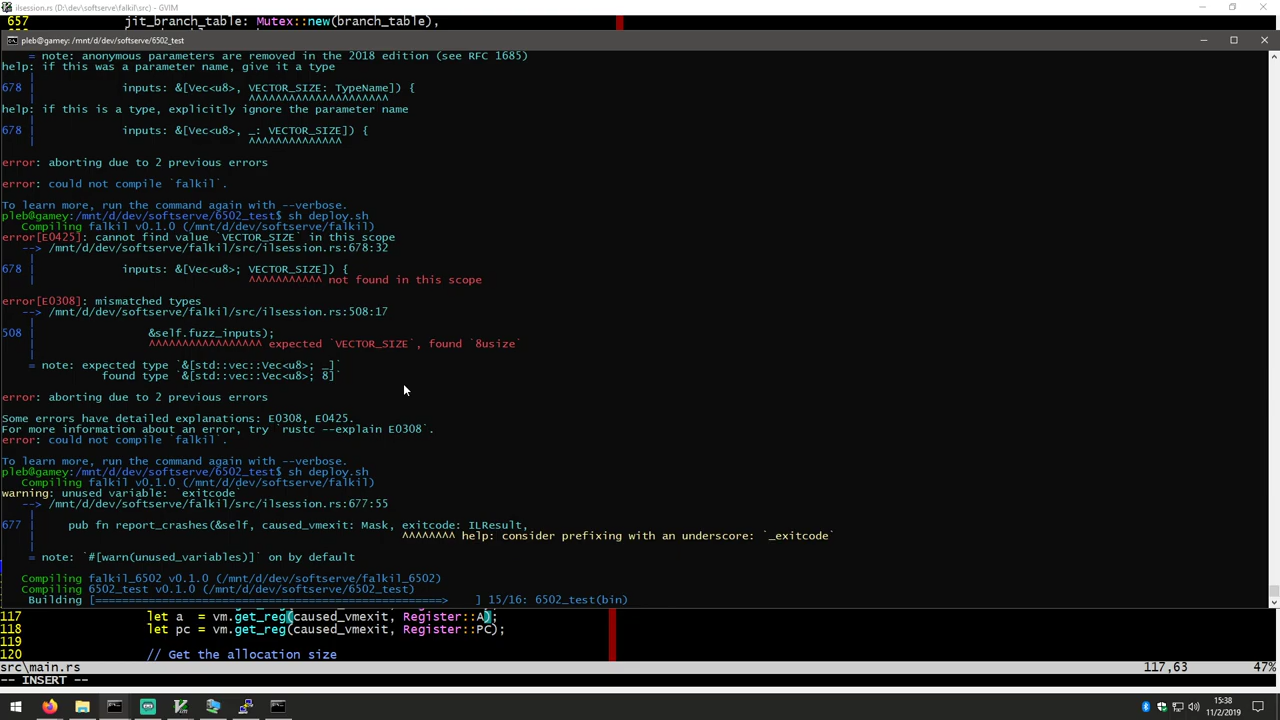 ilsession.rs (D:\dev\softserve\falkil\src) - GVIM
657                 jit_branch_table: Mutex::new(branch_table),
pleb@gamey: /mnt/d/dev/softserve/6502_test
     = note: anonymous parameters are removed in the 2018 edition (see RFC 1685)
help: if this was a parameter name, give it a type
    |
678 |             inputs: &[Vec<u8>, VECTOR_SIZE: TypeName]) {
    |                                ^^^^^^^^^^^^^^^^^^^^^
help: if this is a type, explicitly ignore the parameter name
    |
678 |             inputs: &[Vec<u8>, _: VECTOR_SIZE]) {
    |                                ^^^^^^^^^^^^^^
error: aborting due to 2 previous errors
error: could not compile `falkil`.
To learn more, run the command again with --verbose.
pleb@gamey:/mnt/d/dev/softserve/6502_test$ sh deploy.sh
   Compiling falkil v0.1.0 (/mnt/d/dev/softserve/falkil)
error[E0425]: cannot find value `VECTOR_SIZE` in this scope
   --> /mnt/d/dev/softserve/falkil/src/ilsession.rs:678:32
    |
678 |             inputs: &[Vec<u8>; VECTOR_SIZE]) {
    |                                ^^^^^^^^^^^ not found in this scope
error[E0308]: mismatched types
   --> /mnt/d/dev/softserve/falkil/src/ilsession.rs:508:17
    |
508 |                 &self.fuzz_inputs);
    |                 ^^^^^^^^^^^^^^^^^ expected `VECTOR_SIZE`, found `8usize`
    |
    = note: expected type `&[std::vec::Vec<u8>; _]`
               found type `&[std::vec::Vec<u8>; 8]`
error: aborting due to 2 previous errors
Some errors have detailed explanations: E0308, E0425.
For more information about an error, try `rustc --explain E0308`.
error: could not compile `falkil`.
To learn more, run the command again with --verbose.
pleb@gamey:/mnt/d/dev/softserve/6502_test$ sh deploy.sh
   Compiling falkil v0.1.0 (/mnt/d/dev/softserve/falkil)
warning: unused variable: `exitcode`
   --> /mnt/d/dev/softserve/falkil/src/ilsession.rs:677:55
    |
677 |     pub fn report_crashes(&self, caused_vmexit: Mask, exitcode: ILResult,
    |                                                       ^^^^^^^^ help: consider prefixing with an underscore: `_exitcode`
    |
    = note: `#[warn(unused_variables)]` on by default
   Compiling falkil_6502 v0.1.0 (/mnt/d/dev/softserve/falkil_6502)
   Compiling 6502_test v0.1.0 (/mnt/d/dev/softserve/6502_test)
    Building [=====================================================>    ] 15/16: 6502_test(bin)
117         let a  = vm.get_reg(caused_vmexit, Register::A);
118         let pc = vm.get_reg(caused_vmexit, Register::PC);
119
120         // Get the allocation size
src\main.rs 117,63 47%
-- INSERT --
15:38
11/2/2019